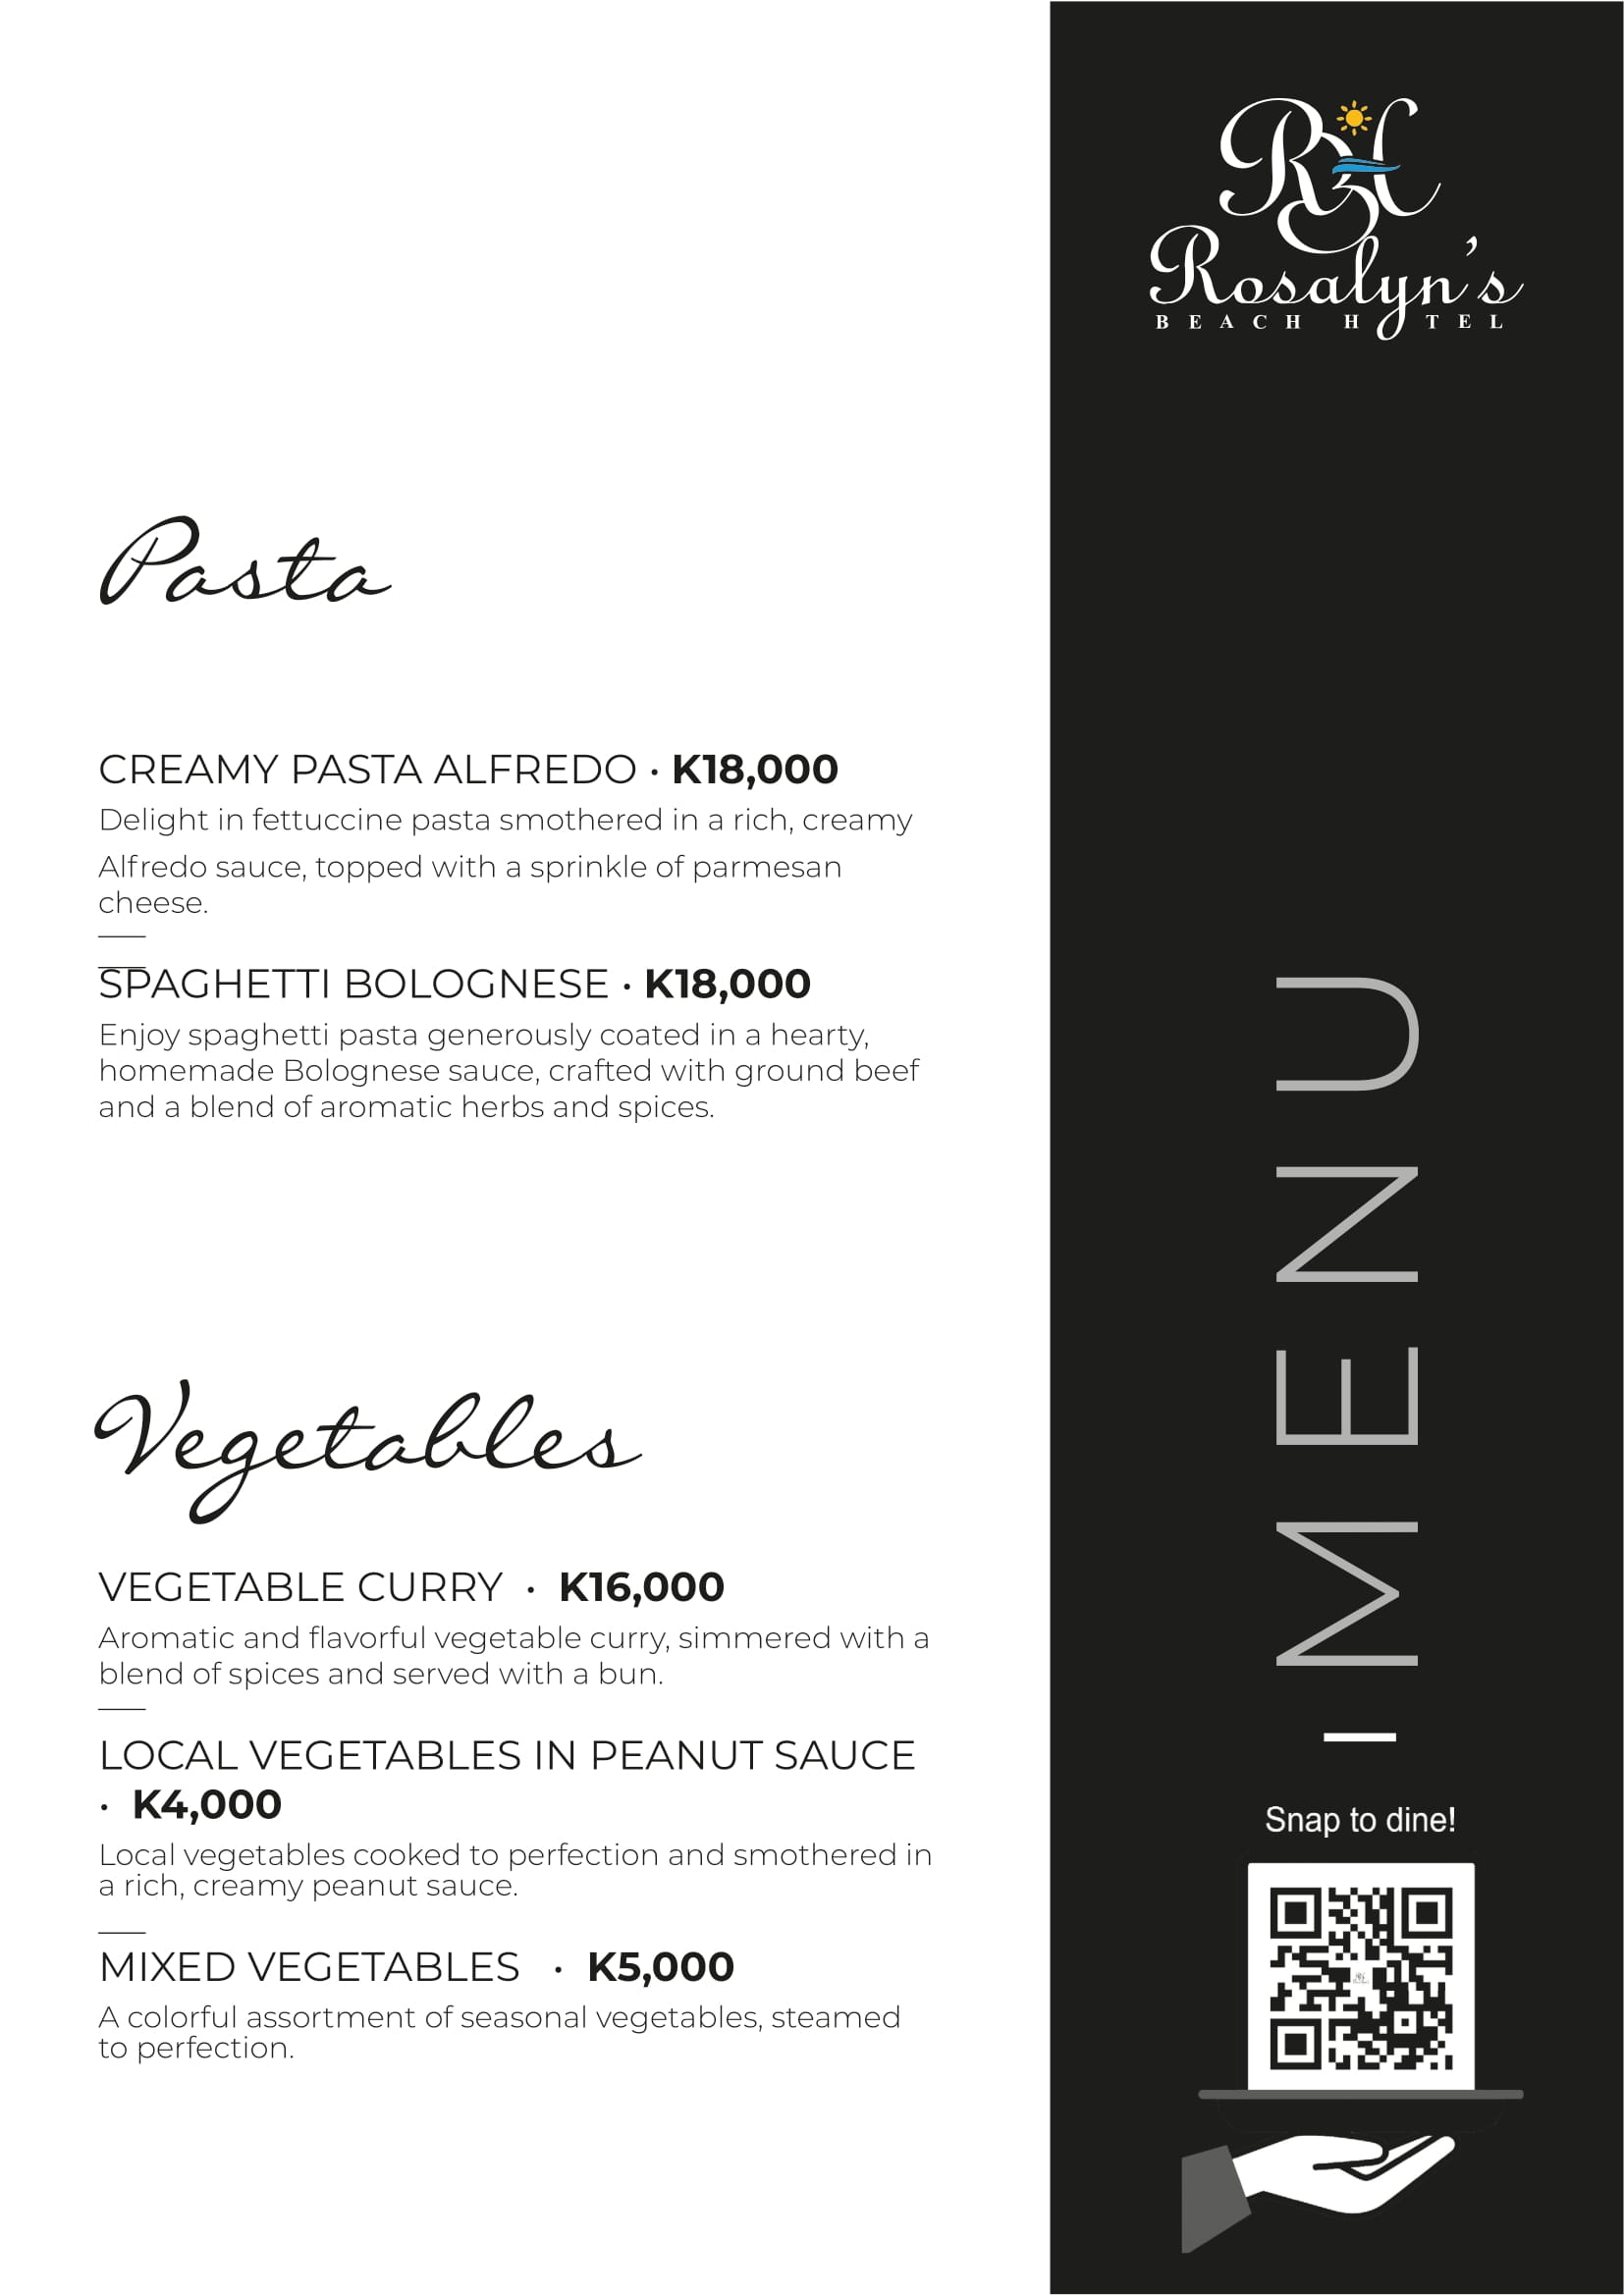 Pasta
CREAMY PASTA ALFREDO · K18,000
Delight in fettuccine pasta smothered in a rich, creamy
Alfredo sauce, topped with a sprinkle of parmesan
cheese.
SPAGHETTI BOLOGNESE · K18,000
Enjoy spaghetti pasta generously coated in a hearty,
homemade Bolognese sauce, crafted with ground beef
and a blend of aromatic herbs and spices.
Vegetables
VEGETABLE CURRY · K16,000
Aromatic and flavorful vegetable curry, simmered with a
blend of spices and served with a bun.
LOCAL VEGETABLES IN PEANUT SAUCE
· K4,000
Local vegetables cooked to perfection and smothered in
a rich, creamy peanut sauce.
MIXED VEGETABLES · K5,000
A colorful assortment of seasonal vegetables, steamed
to perfection.
RBH
Rosalyn's
BEACH HOTEL
MENU
Snap to dine!